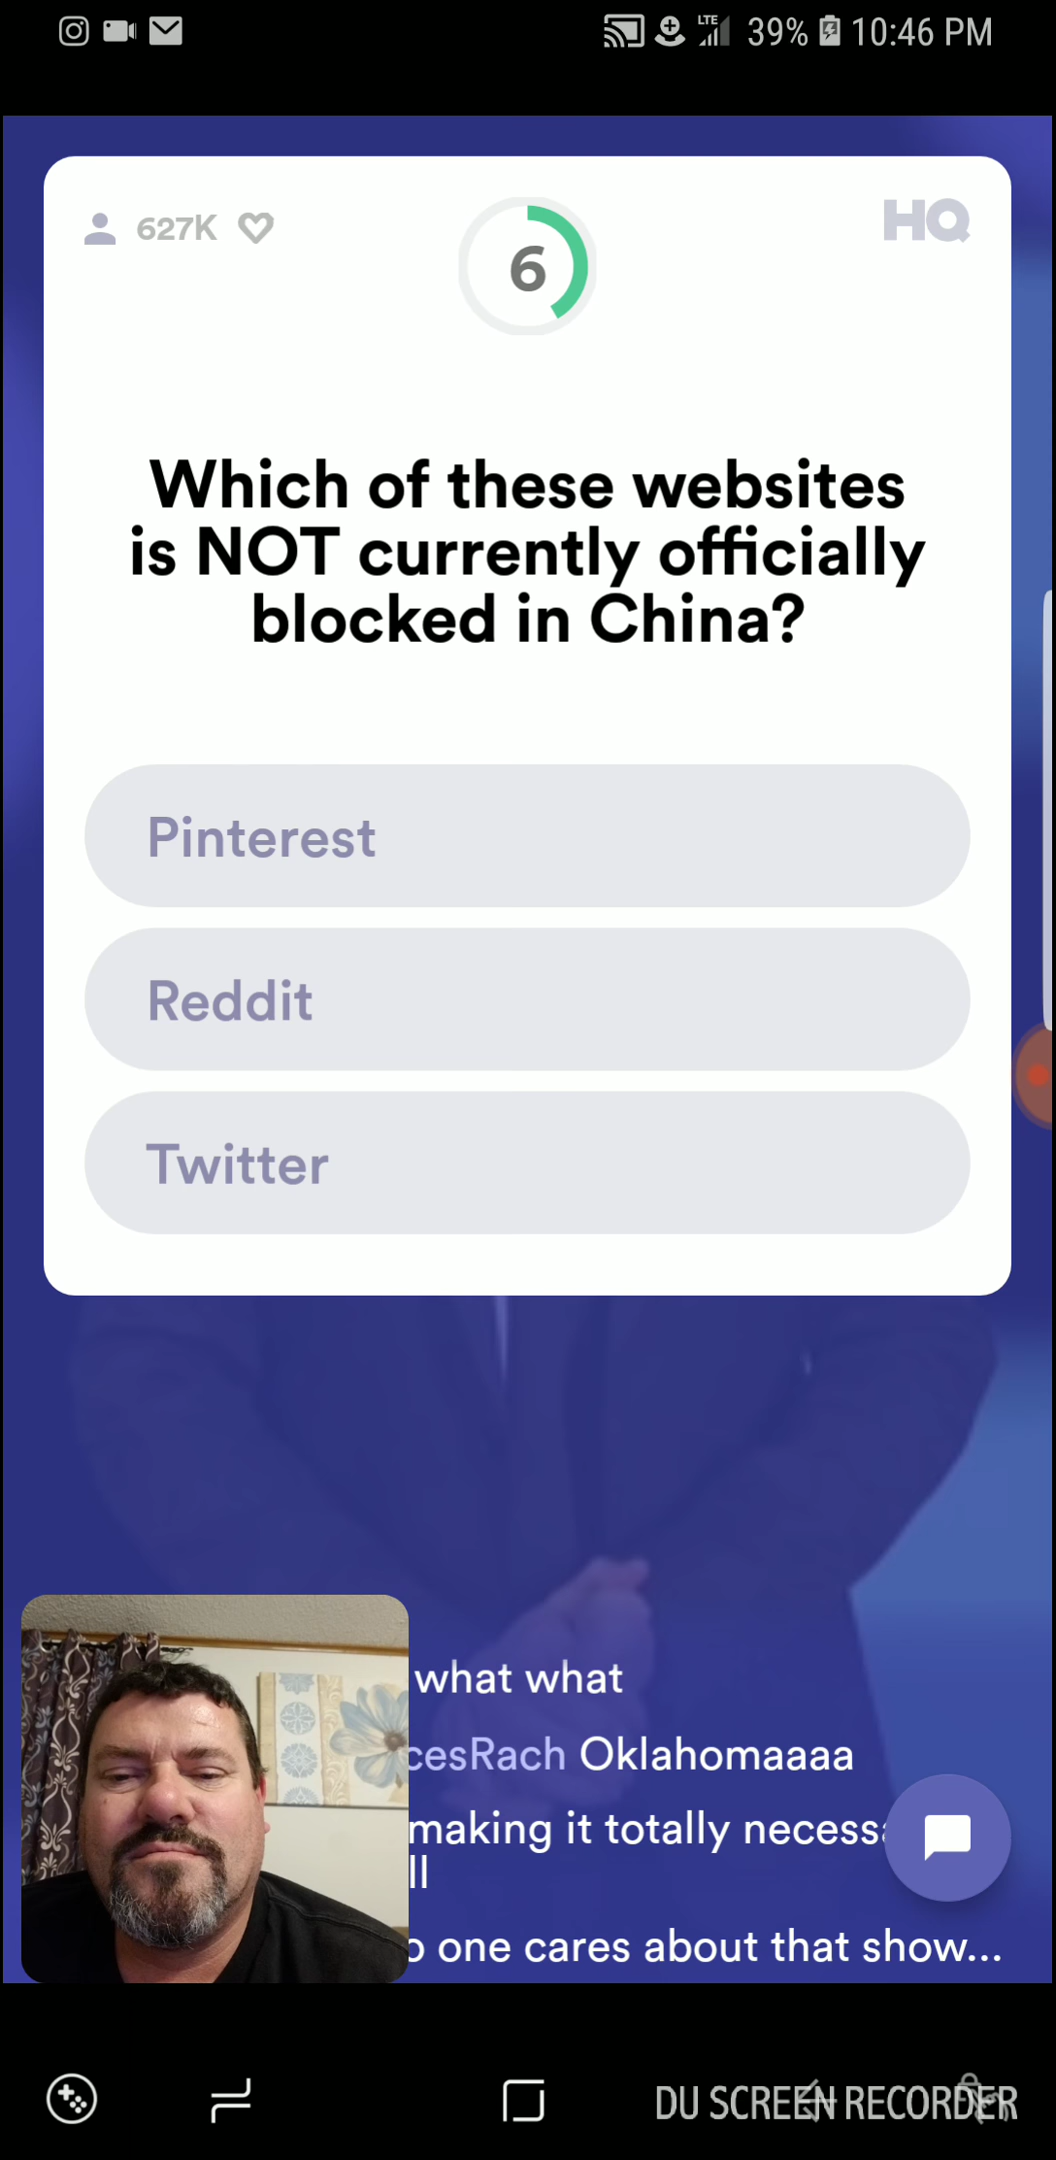 LTE 39% 10:46 PM
627K
6
HQ
Which of these websites
is NOT currently officially
blocked in China?
Pinterest
Reddit
Twitter
what what
cesRach Oklahomaaaa
making it totally necess
ll
o one cares about that show...
DU SCREEN RECORDER